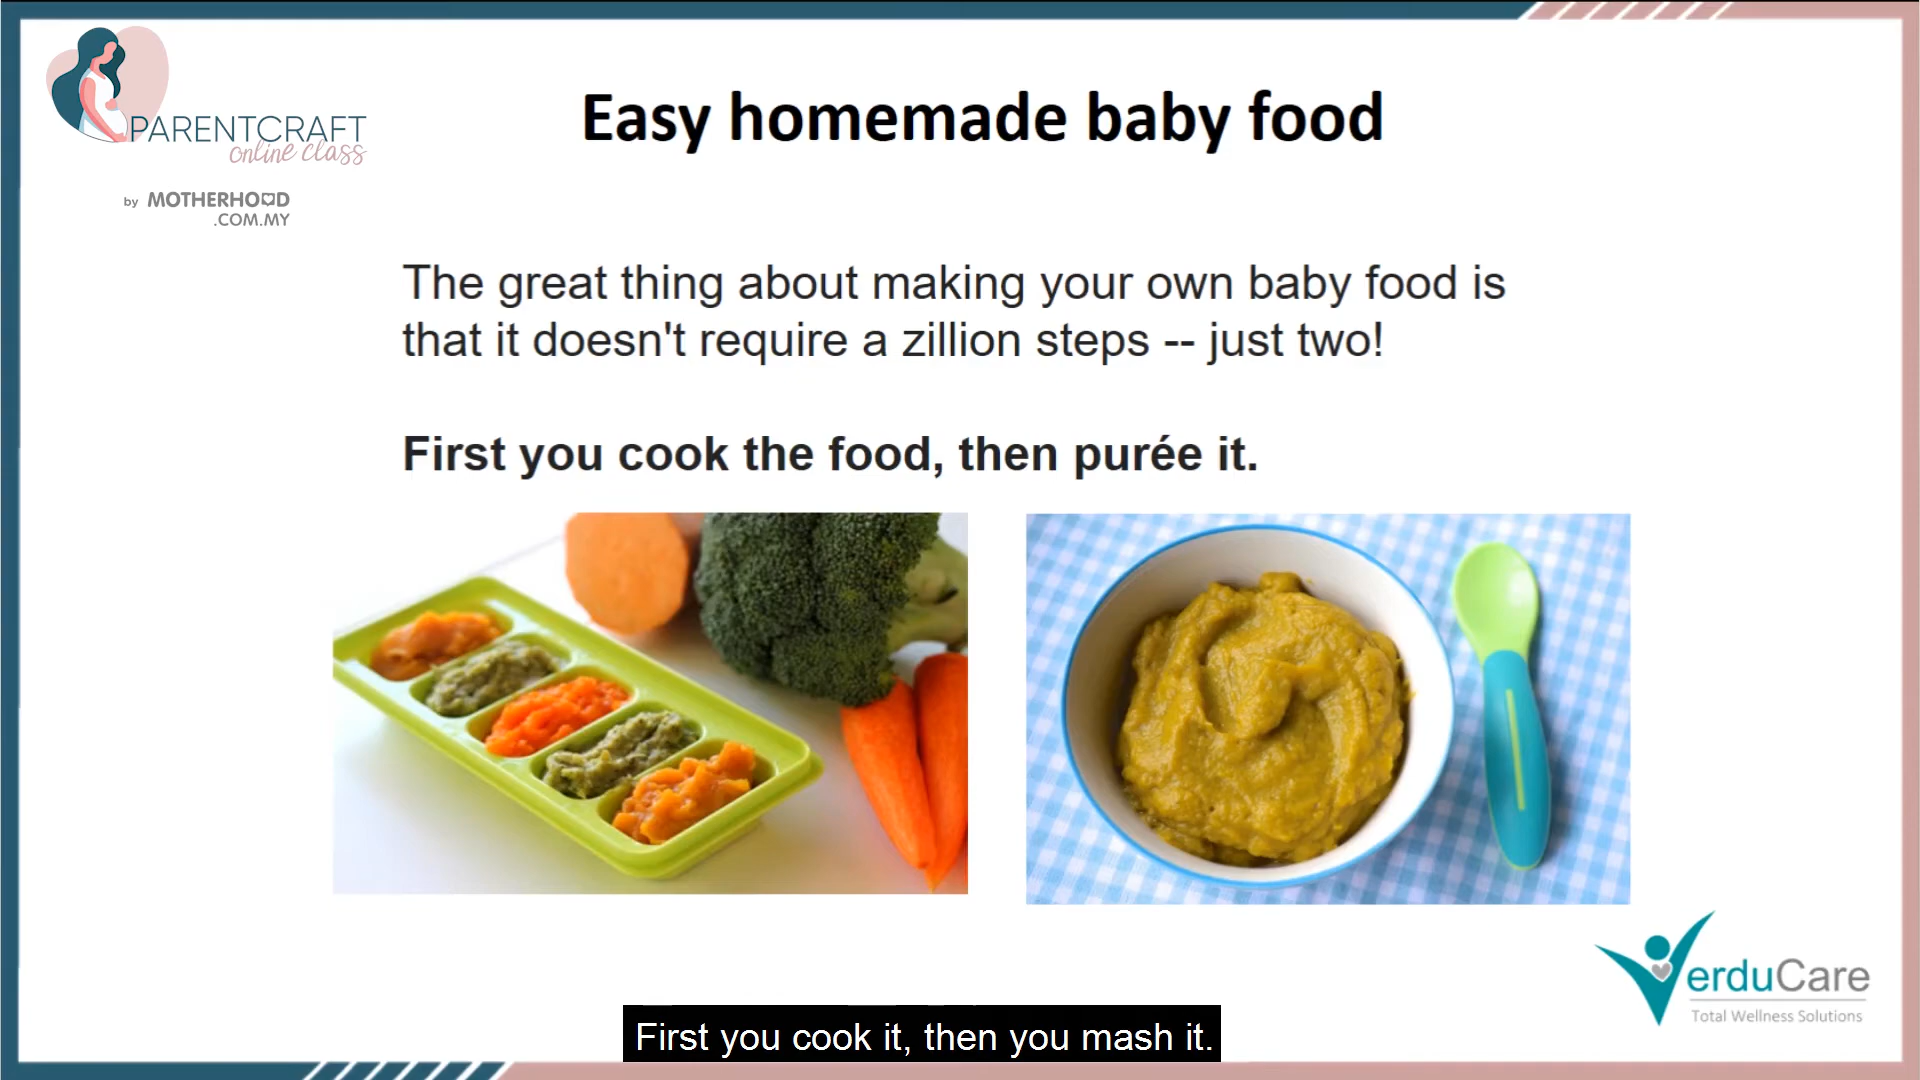 PARENTCRAFT
online class
by MOTHERHOOD
.COM.MY
Easy homemade baby food
The great thing about making your own baby food is
that it doesn't require a zillion steps -- just two!
First you cook the food, then purée it.
VerduCare
Total Wellness Solutions
First you cook it, then you mash it.